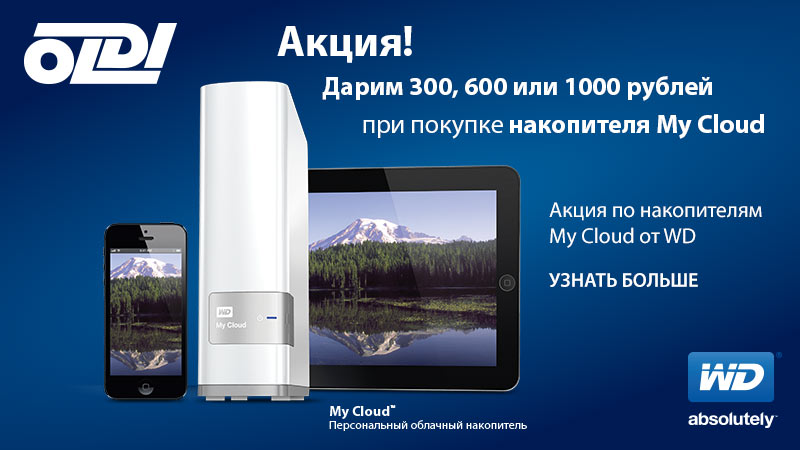 OLDI
Акция!
Дарим 300, 600 или 1000 рублей
при покупке накопителя My Cloud
Акция по накопителям
My Cloud от WD
УЗНАТЬ БОЛЬШЕ
WD
My Cloud
WD
absolutely™
My Cloud™
Персональный облачный накопитель